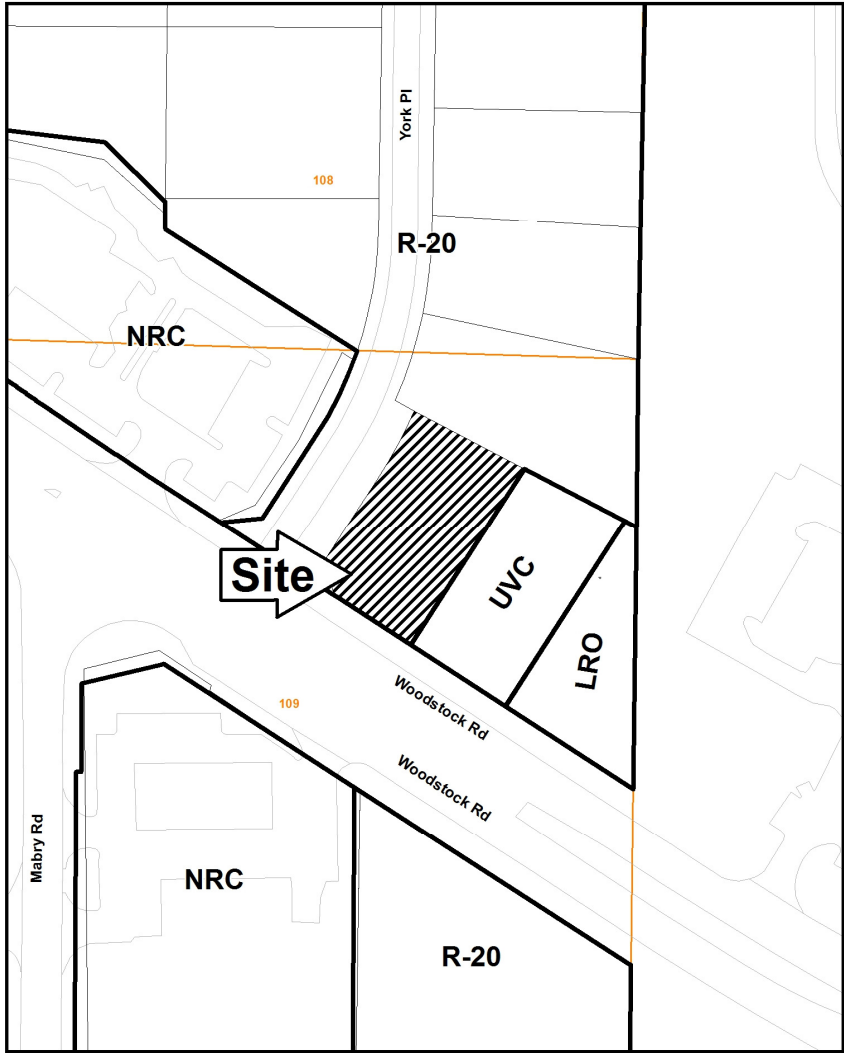 York Pl
108
R-20
NRC
Site
UVC
LRO
Woodstock Rd
109
Woodstock Rd
Mabry Rd
NRC
R-20